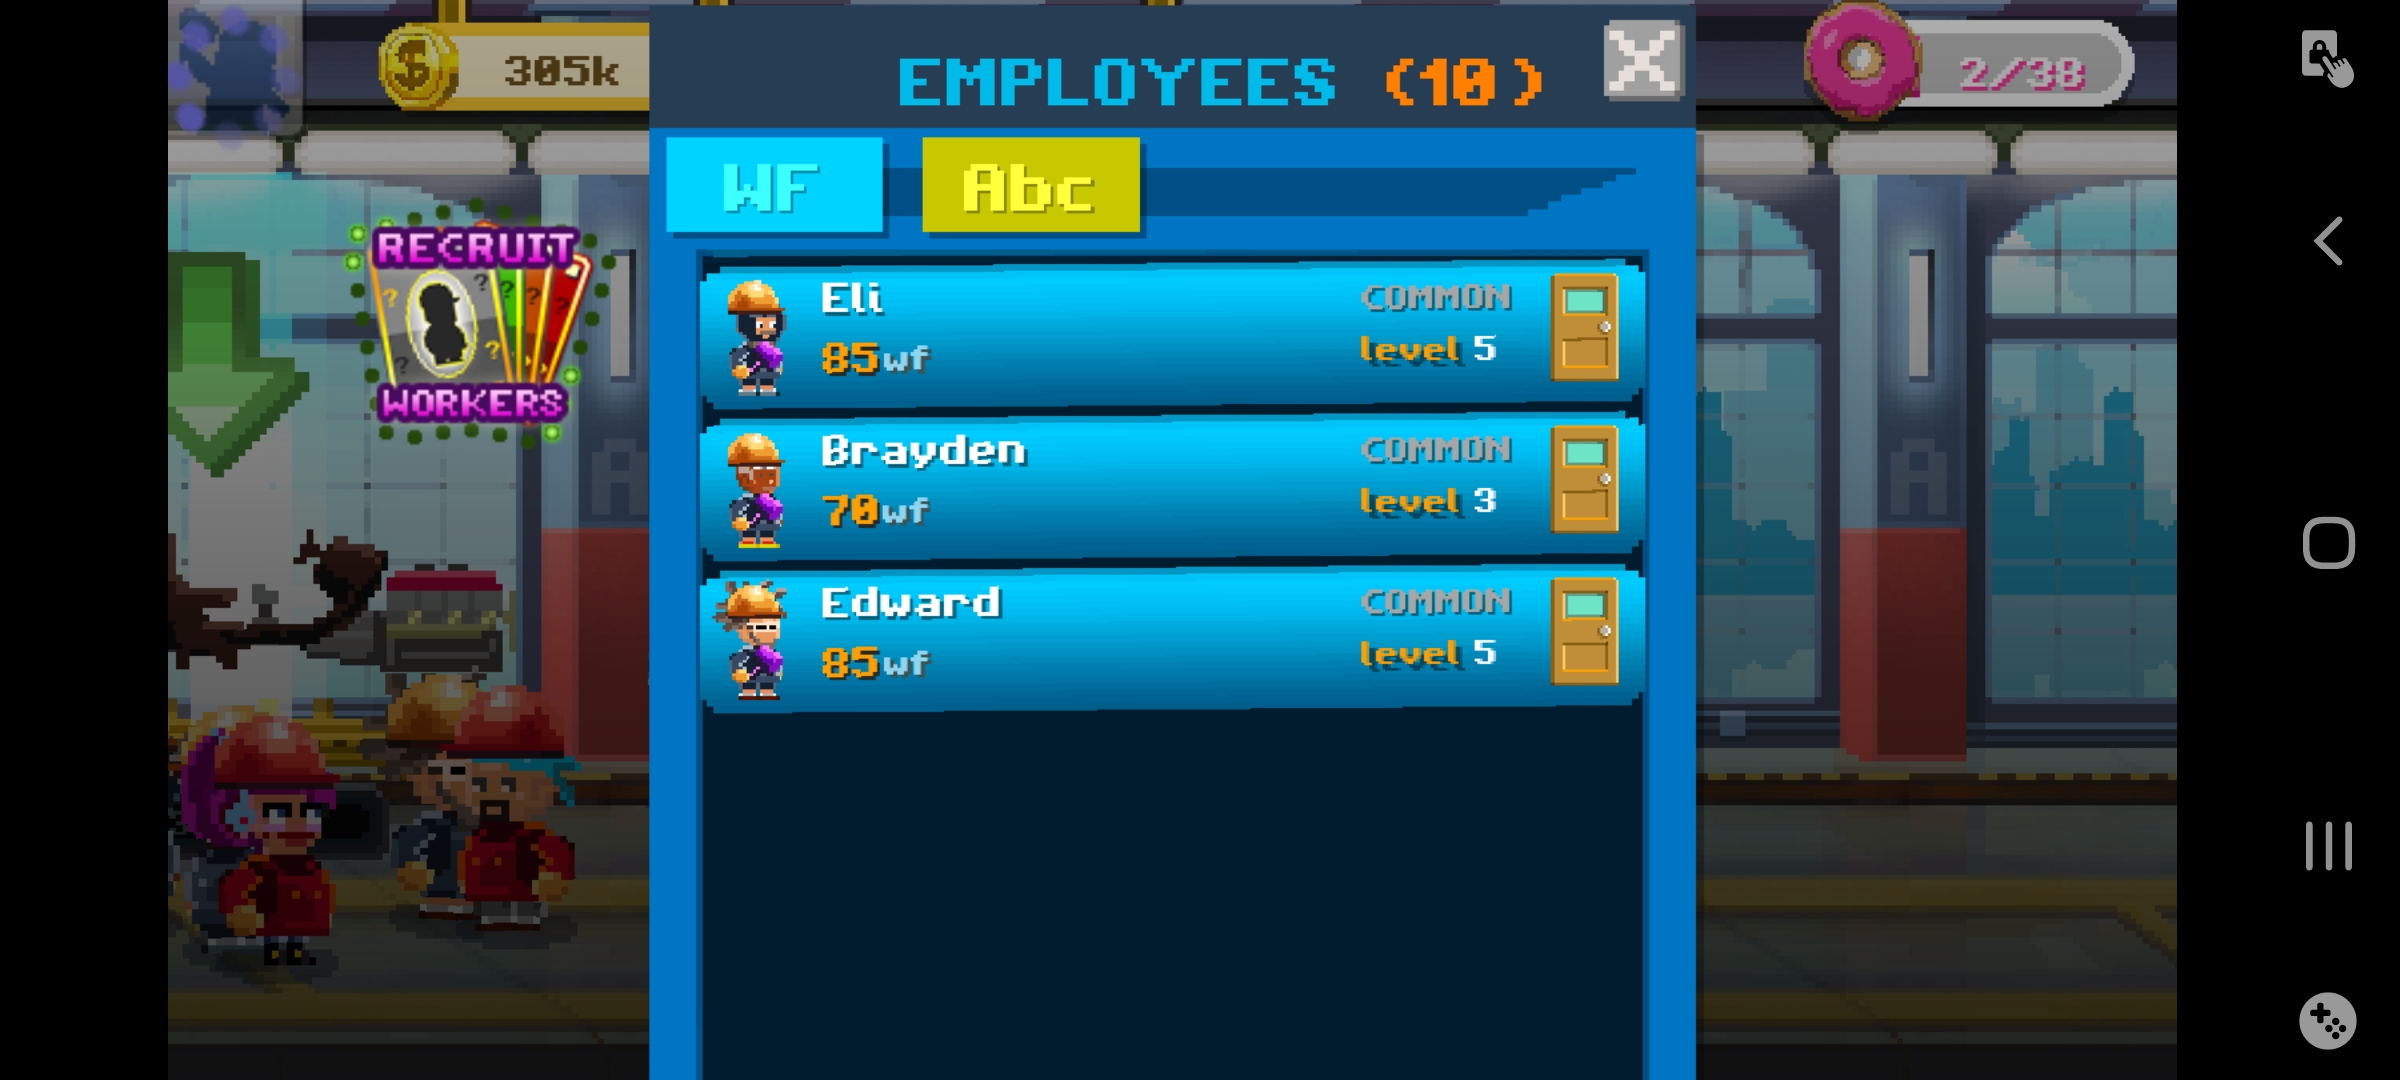 305k
EMPLOYEES (10)
2/38
WF
Abc
RECRUIT
WORKERS
Eli
COMMON
85wf
level 5
Brayden
COMMON
70wf
level 3
Edward
COMMON
85wf
level 5
A
A